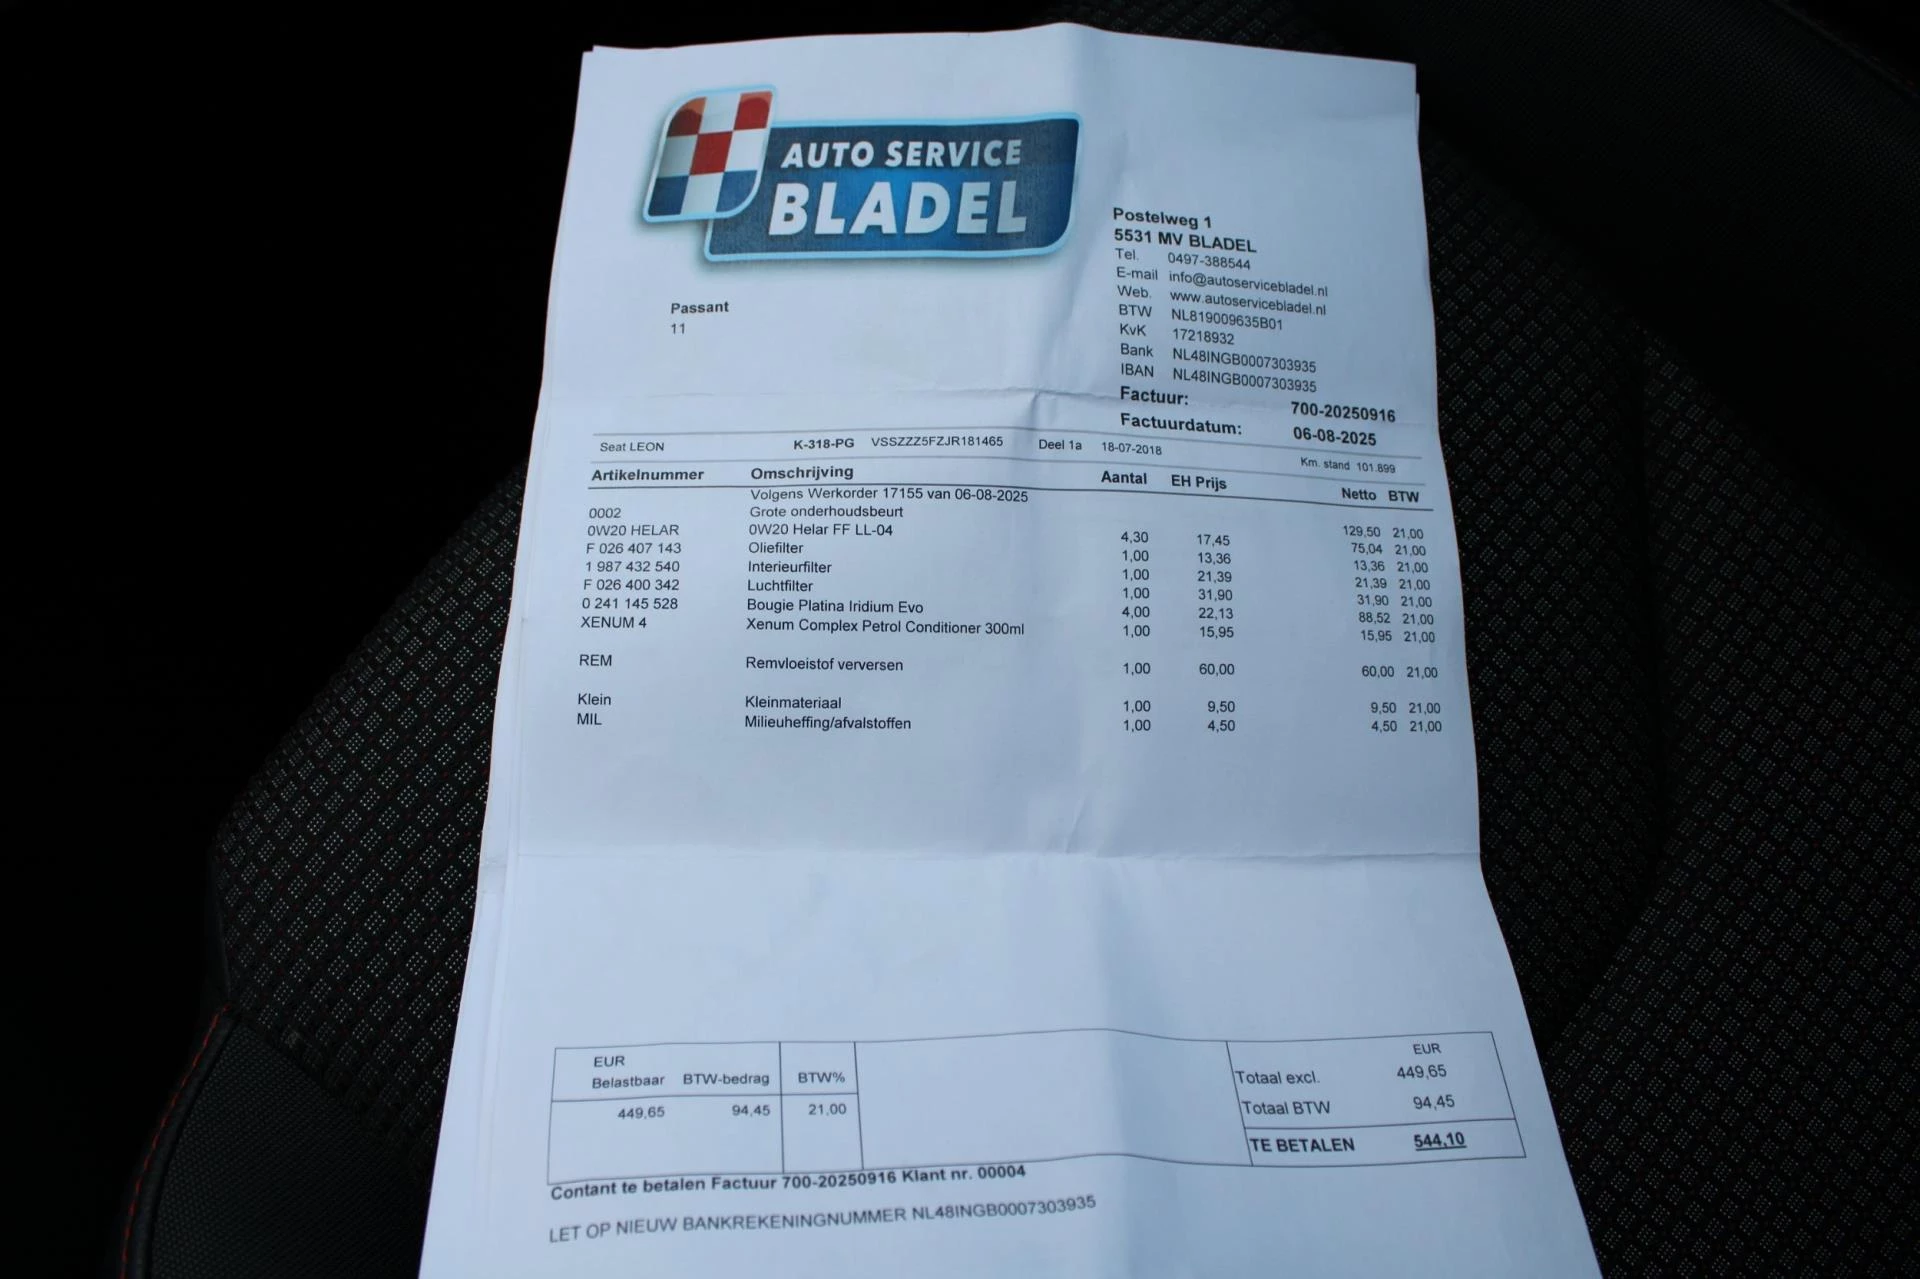 AUTO SERVICE
BLADEL
Postelweg 1
5531 MV BLADEL
Tel. 0497-388544
E-mail info@autoservicebladel.nl
Web. www.autoservicebladel.nl
BTW NL819009635B01
KvK 17218932
Bank NL48INGB0007303935
IBAN NL48INGB0007303935
Passant
11
Factuur: 700-20250916
Factuurdatum: 06-08-2025
Seat LEON K-318-PG VSSZZZ5FZJR181465 Deel 1a 18-07-2018 Km. stand 101.899
Artikelnummer Omschrijving Aantal EH Prijs Netto BTW
Volgens Werkorder 17155 van 06-08-2025
0002 Grote onderhoudsbeurt 129,50 21,00
0W20 HELAR 0W20 Helar FF LL-04 4,30 17,45 75,04 21,00
F 026 407 143 Oliefilter 1,00 13,36 13,36 21,00
1 987 432 540 Interieurfilter 1,00 21,39 21,39 21,00
F 026 400 342 Luchtfilter 1,00 31,90 31,90 21,00
0 241 145 528 Bougie Platina Iridium Evo 4,00 22,13 88,52 21,00
XENUM 4 Xenum Complex Petrol Conditioner 300ml 1,00 15,95 15,95 21,00
REM Remvloeistof verversen 1,00 60,00 60,00 21,00
Klein Kleinmateriaal 1,00 9,50 9,50 21,00
MIL Milieuheffing/afvalstoffen 1,00 4,50 4,50 21,00
EUR
Belastbaar BTW-bedrag BTW%
449,65 94,45 21,00
EUR
Totaal excl. 449,65
Totaal BTW 94,45
TE BETALEN 544,10
Contant te betalen Factuur 700-20250916 Klant nr. 00004
LET OP NIEUW BANKREKENINGNUMMER NL48INGB0007303935